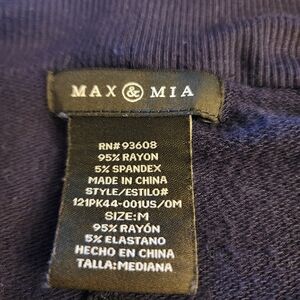 MAX & MIA
RN#93608
95% RAYON
5% SPANDEX
MADE IN CHINA
STYLE/ESTILO#
121PK44-001US/0M
SIZE:M
95% RAYON
5% ELASTANO
HECHO EN CHINA
TALLA:MEDIANA